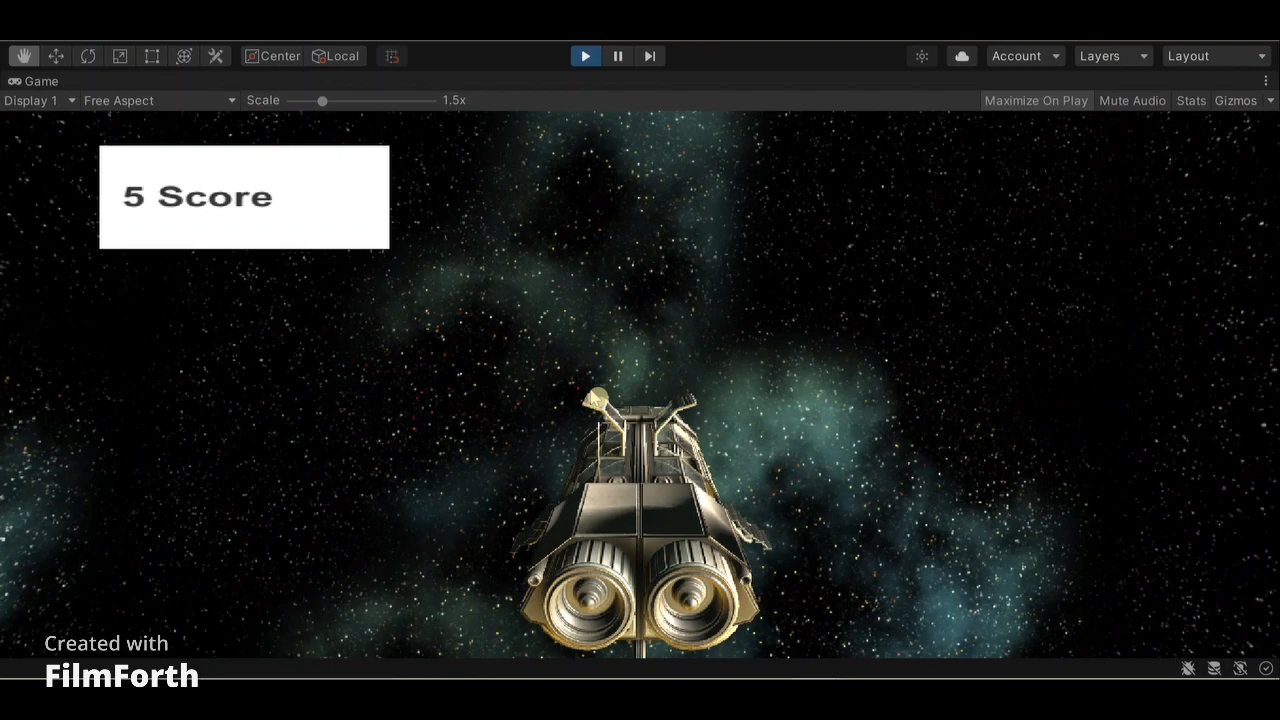 Center Local Account Layers Layout
Game
Display 1 Free Aspect Scale 1.5x Maximize On Play Mute Audio Stats Gizmos
5 Score
Created with
FilmForth